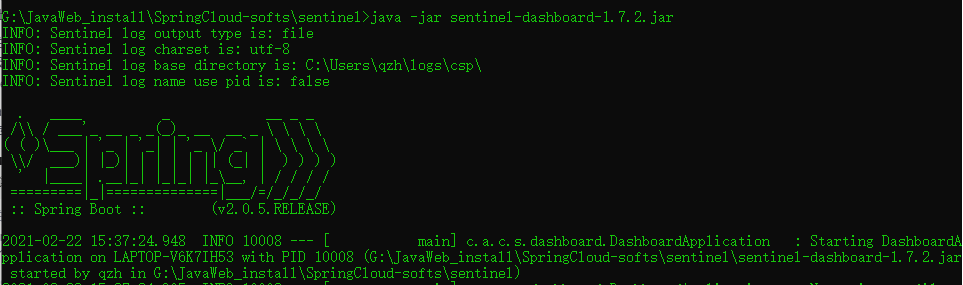 G:\JavaWeb_install\SpringCloud-softs\sentinel>java -jar sentinel-dashboard-1.7.2.jar
INFO: Sentinel log output type is: file
INFO: Sentinel log charset is: utf-8
INFO: Sentinel log base directory is: C:\Users\qzh\logs\csp\
INFO: Sentinel log name use pid is: false
Spring
:: Spring Boot ::        (v2.0.5.RELEASE)
2021-02-22 15:37:24.948  INFO 10008 --- [           main] c.a.c.s.dashboard.DashboardApplication   : Starting DashboardA
pplication on LAPTOP-V6K7IH53 with PID 10008 (G:\JavaWeb_install\SpringCloud-softs\sentinel\sentinel-dashboard-1.7.2.jar
started by qzh in G:\JavaWeb_install\SpringCloud-softs\sentinel)